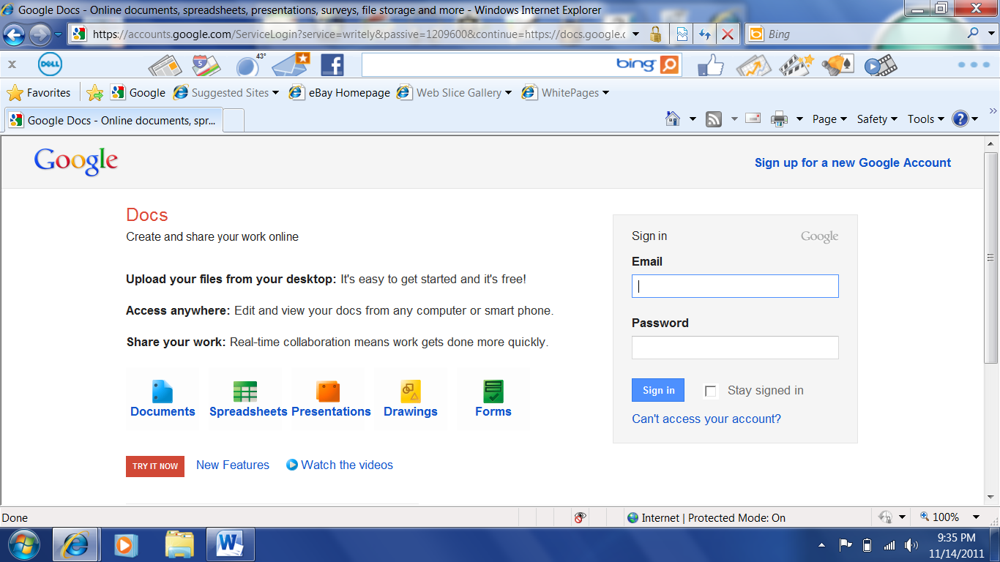 Google Docs - Online documents, spreadsheets, presentations, surveys, file storage and more - Windows Internet Explorer
https://accounts.google.com/ServiceLogin?service=writely&passive=1209600&continue=https://docs.google.c
Bing
x DELL 5 43° f bing
Favorites Google Suggested Sites eBay Homepage Web Slice Gallery WhitePages
Google Docs - Online documents, spr... Page Safety Tools
Google Sign up for a new Google Account
Docs
Create and share your work online
Upload your files from your desktop: It's easy to get started and it's free!
Access anywhere: Edit and view your docs from any computer or smart phone.
Share your work: Real-time collaboration means work gets done more quickly.
Documents Spreadsheets Presentations Drawings Forms
TRY IT NOW New Features Watch the videos
Sign in Google
Email
Password
Sign in Stay signed in
Can't access your account?
Done Internet | Protected Mode: On 100%
W
9:35 PM
11/14/2011